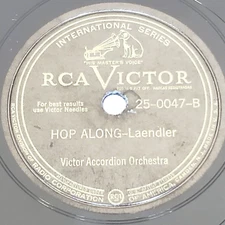 INTERNATIONAL SERIES
"HIS MASTER'S VOICE"
RCA VICTOR
For best results
use Victor Needles
25-0047-B
HOP ALONG–Laendler
Victor Accordion Orchestra
RCA